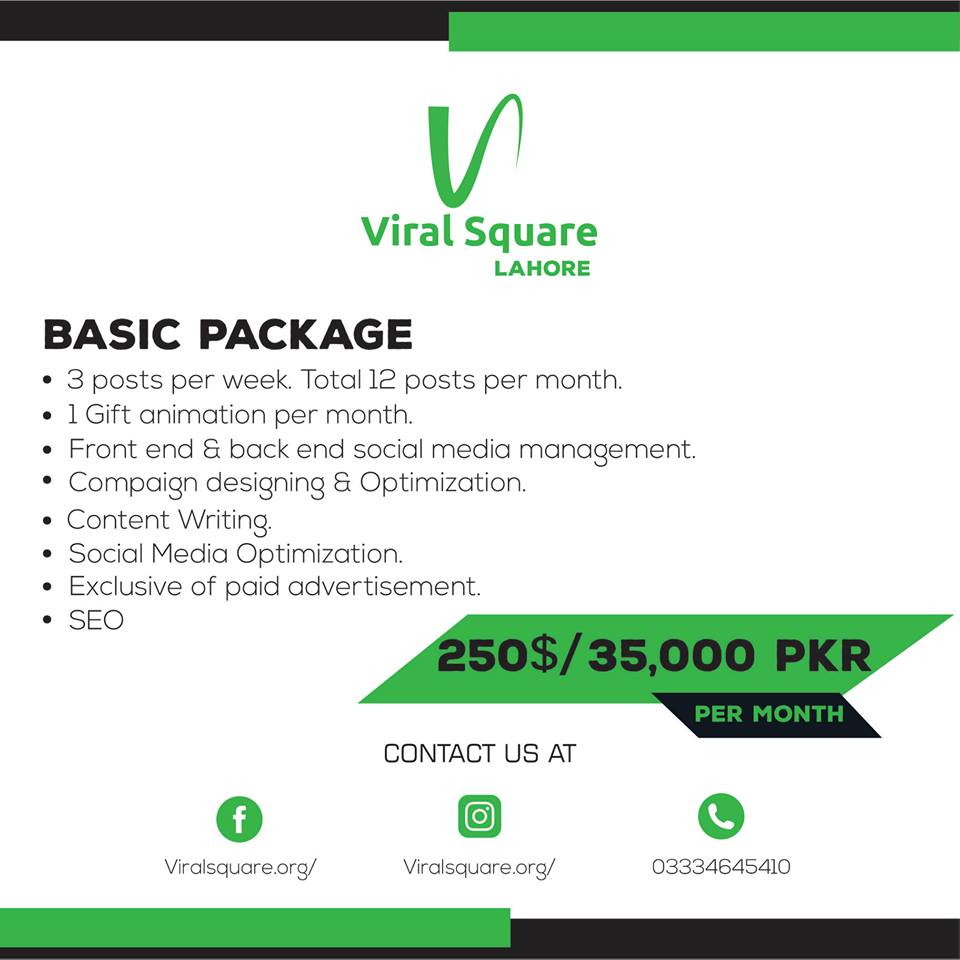 Viral Square
LAHORE
BASIC PACKAGE
• 3 posts per week. Total 12 posts per month.
• 1 Gift animation per month.
• Front end & back end social media management.
• Compaign designing & Optimization.
• Content Writing.
• Social Media Optimization.
• Exclusive of paid advertisement.
• SEO
250$/35,000 PKR
PER MONTH
CONTACT US AT
Viralsquare.org/
Viralsquare.org/
03334645410